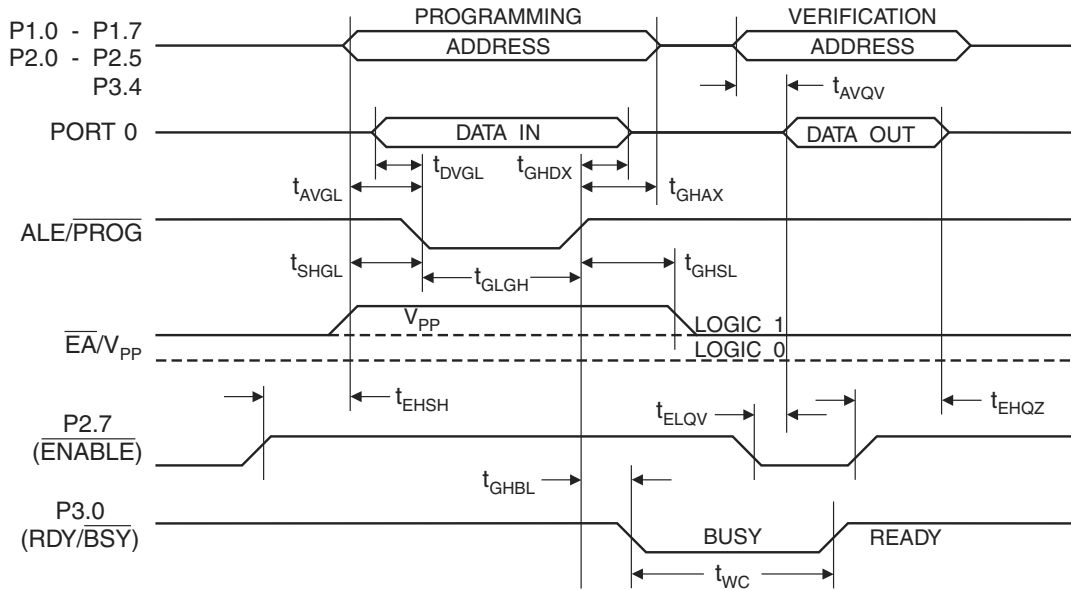 PROGRAMMING VERIFICATION
P1.0 - P1.7
P2.0 - P2.5
P3.4
ADDRESS ADDRESS
tAVQV
PORT 0 DATA IN DATA OUT
tDVGL tGHDX
tAVGL tGHAX
ALE/PROG
tSHGL tGLGH tGHSL
EA/VPP VPP LOGIC 1
LOGIC 0
tEHSH tELQV tEHQZ
P2.7
(ENABLE)
tGHBL
P3.0
(RDY/BSY) BUSY READY
tWC